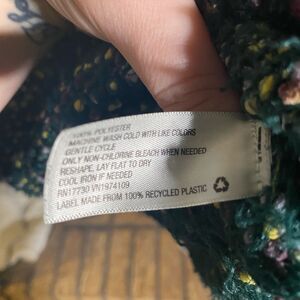 100% POLYESTER
MACHINE WASH COLD WITH LIKE COLORS
GENTLE CYCLE
ONLY NON-CHLORINE BLEACH WHEN NEEDED
RESHAPE, LAY FLAT TO DRY
COOL IRON IF NEEDED
RN17730 VN1974109
LABEL MADE FROM 100% RECYCLED PLASTIC